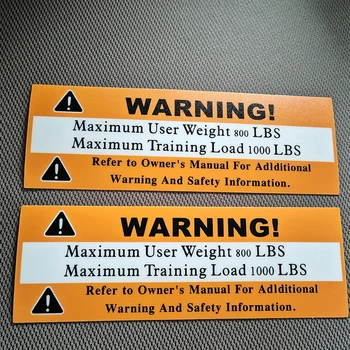 WARNING!
Maximum User Weight 800 LBS
Maximum Training Load 1000 LBS
Refer to Owner's Manual For Adlditional
Warning And Safety Information.
WARNING!
Maximum User Weight 800 LBS
Maximum Training Load 1000 LBS
Refer to Owner's Manual For Adlditional
Warning And Safety Information.